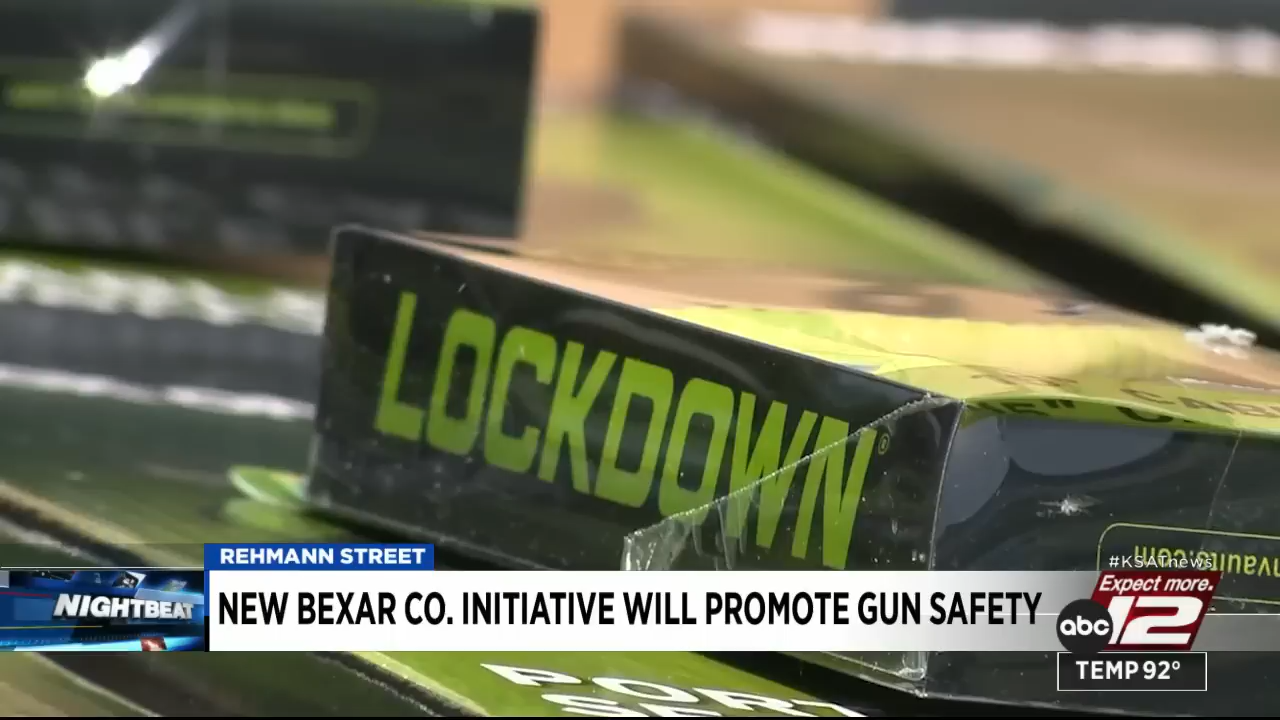 LOCKDOWN®
#KSATnews
REHMANN STREET
Expect more.
NIGHTBEAT
NEW BEXAR CO. INITIATIVE WILL PROMOTE GUN SAFETY
abc 12
TEMP 92°